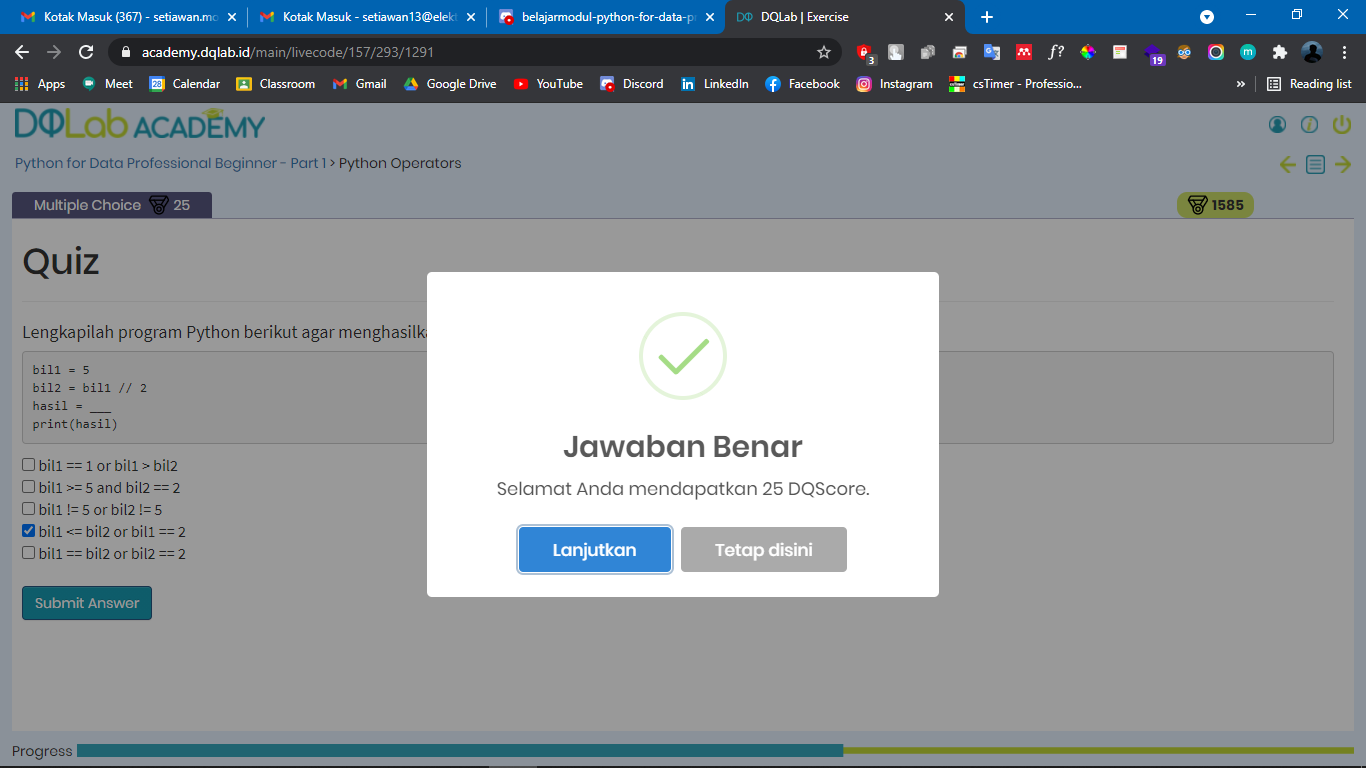 Kotak Masuk (367) - setiawan.mo
Kotak Masuk - setiawan13@elekt
belajarmodul-python-for-data-p
DQLab | Exercise
academy.dqlab.id/main/livecode/157/293/1291
f?
3
19
Apps
28
Meet
Calendar
Classroom
Gmail
Google Drive
YouTube
Discord
LinkedIn
Facebook
Instagram
csTimer - Professio...
»
Reading list
DQLab ACADEMY
Python for Data Professional Beginner - Part 1 > Python Operators
Multiple Choice 25
1585
Quiz
Lengkapilah program Python berikut agar
bil1 = 5
bil2 = bil1 // 2
hasil = ___
print(hasil)
bil1 == 1 or bil1 > bil2
bil1 >= 5 and bil2 == 2
bil1 != 5 or bil2 != 5
bil1 <= bil2 or bil1 == 2
bil1 == bil2 or bil2 == 2
Submit Answer
Jawaban Benar
Selamat Anda mendapatkan 25 DQScore.
Lanjutkan
Tetap disini
Progress